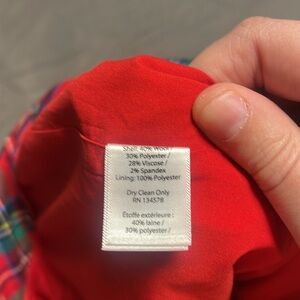 Shell: 40% Wool /
30% Polyester /
28% Viscose /
2% Spandex
Lining: 100% Polyester
Dry Clean Only
RN 134578
Étoffe extérieure :
40% laine /
30% polyester /